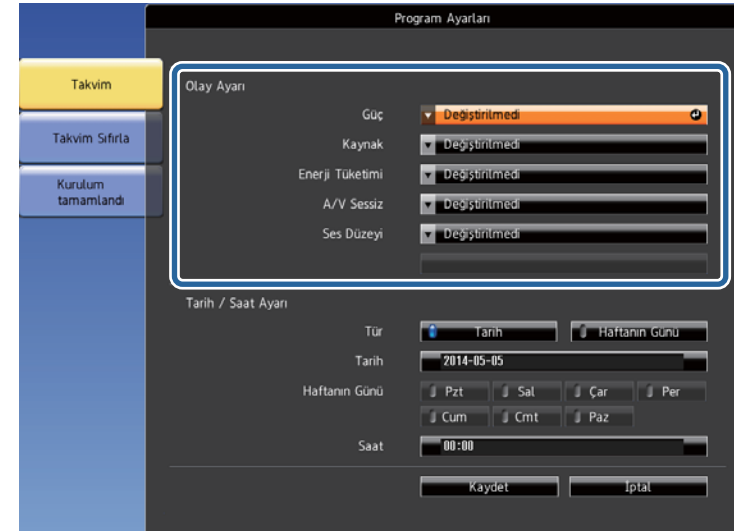 Program Ayarları
Takvim
Takvim Sıfırla
Kurulum
tamamlandı
Olay Ayarı
Güç Değiştirilmedi
Kaynak Değiştirilmedi
Enerji Tüketimi Değiştirilmedi
A/V Sessiz Değiştirilmedi
Ses Düzeyi Değiştirilmedi
Tarih / Saat Ayarı
Tür Tarih Haftanın Günü
Tarih 2014-05-05
Haftanın Günü Pzt Sal Çar Per
Cum Cmt Paz
Saat 00:00
Kaydet İptal